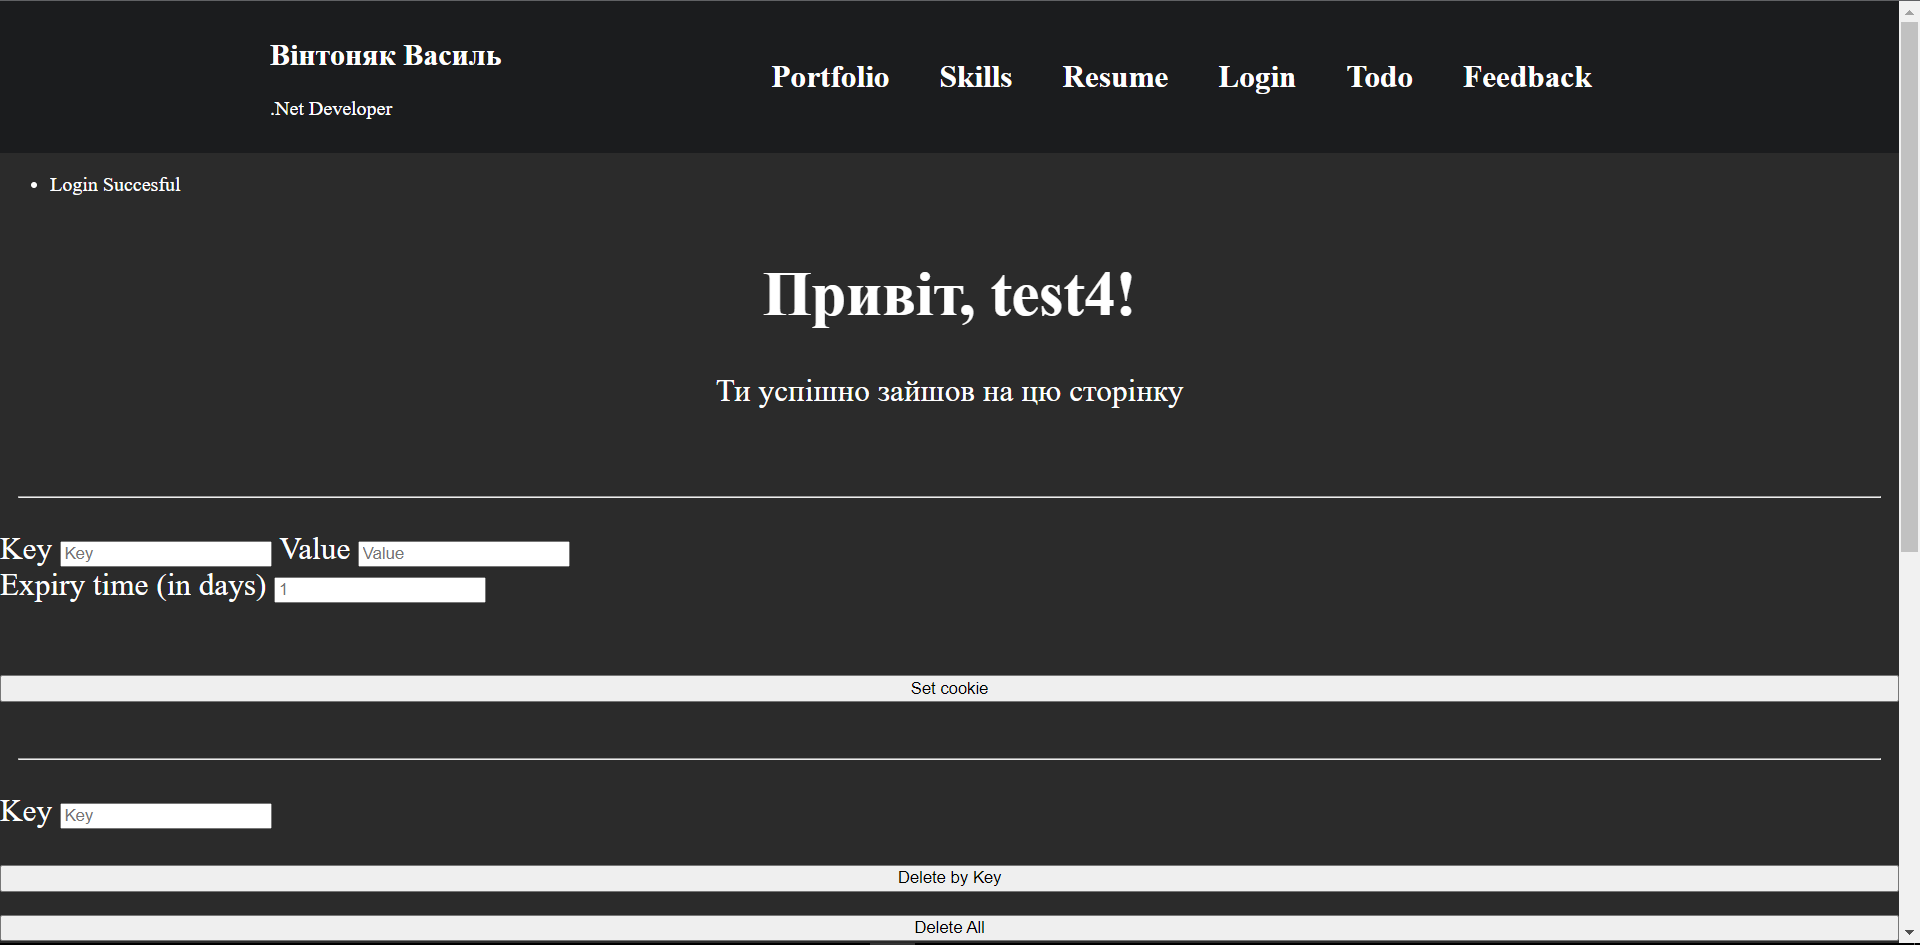 Вінтоняк Василь
.Net Developer
Portfolio Skills Resume Login Todo Feedback
Login Succesful
Привіт, test4!
Ти успішно зайшов на цю сторінку
Key Key Value Value
Expiry time (in days) 1
Set cookie
Key Key
Delete by Key
Delete All